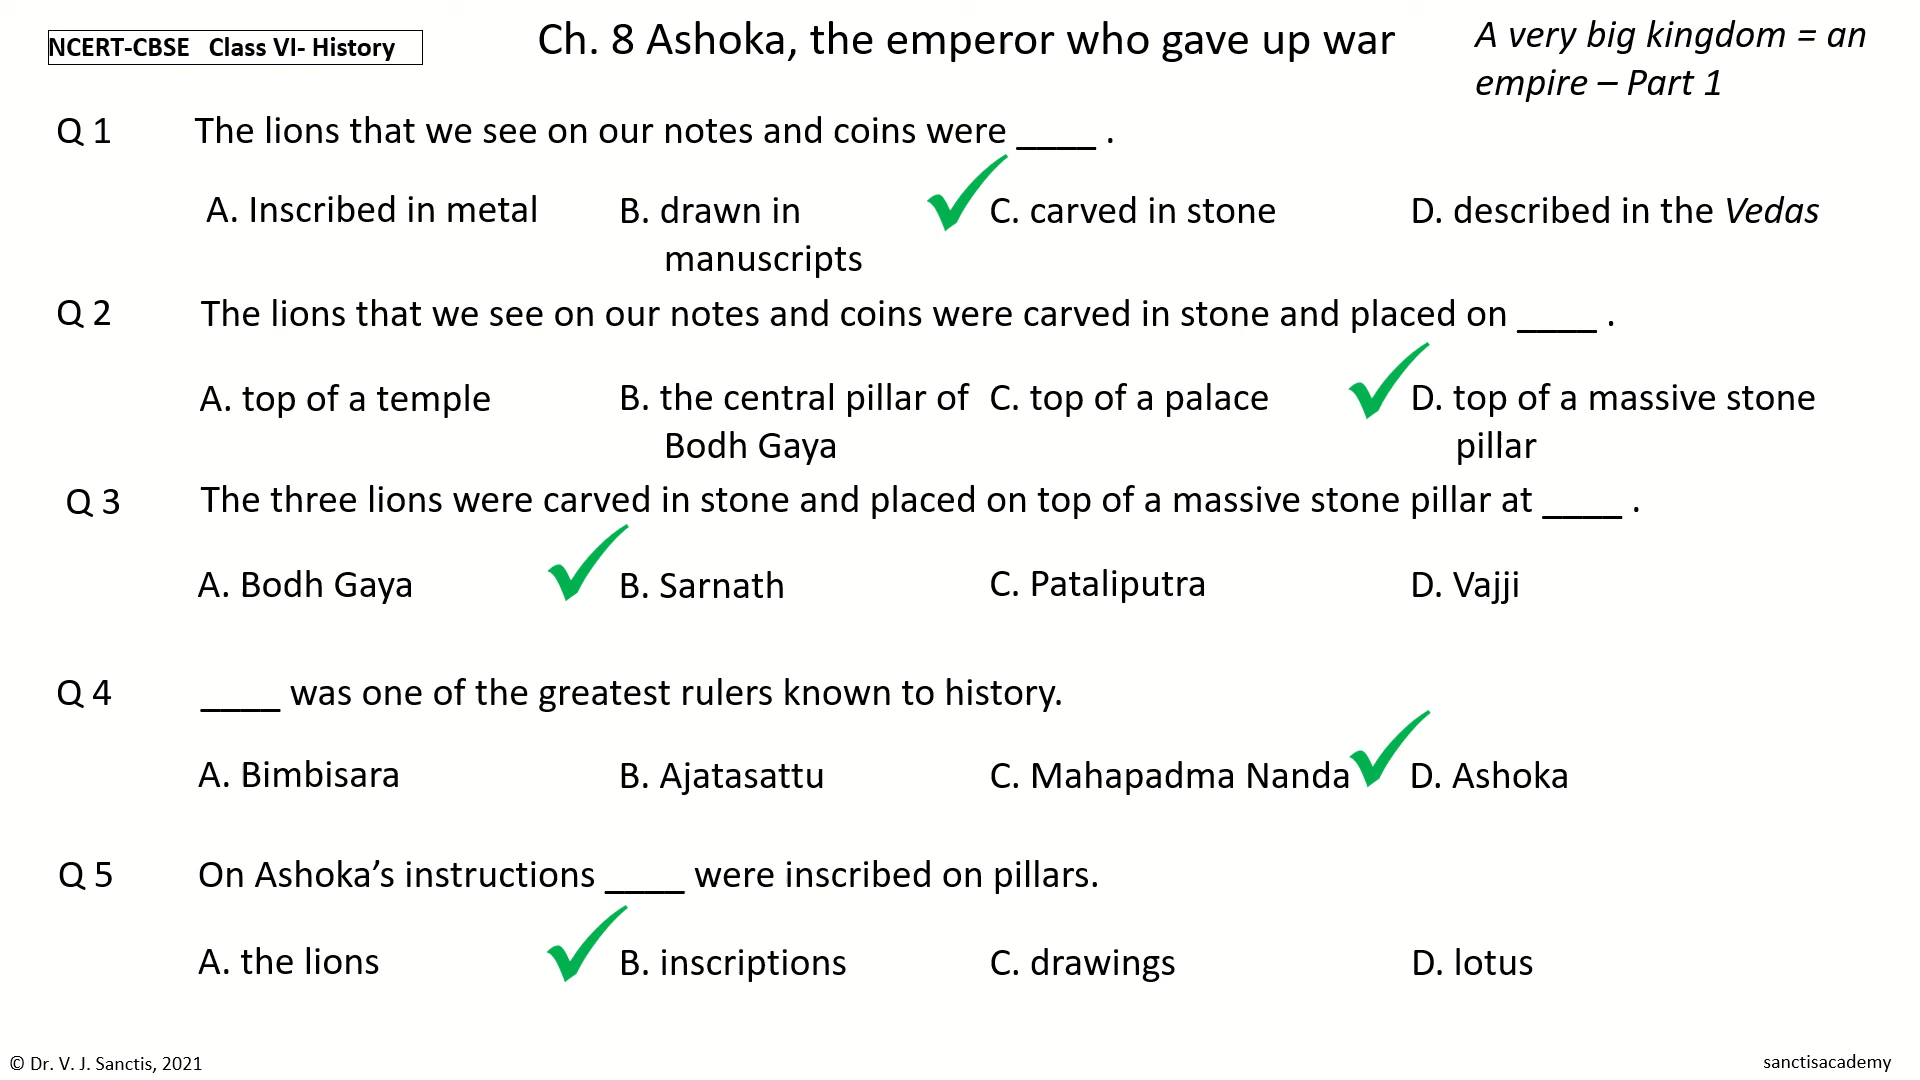 NCERT-CBSE Class VI- History
Ch. 8 Ashoka, the emperor who gave up war
A very big kingdom = an
empire – Part 1
Q 1 The lions that we see on our notes and coins were ____ .
A. Inscribed in metal B. drawn in C. carved in stone D. described in the Vedas
manuscripts
Q 2 The lions that we see on our notes and coins were carved in stone and placed on ____ .
A. top of a temple B. the central pillar of C. top of a palace D. top of a massive stone
Bodh Gaya pillar
Q 3 The three lions were carved in stone and placed on top of a massive stone pillar at ____ .
A. Bodh Gaya B. Sarnath C. Pataliputra D. Vajji
Q 4 ____ was one of the greatest rulers known to history.
A. Bimbisara B. Ajatasattu C. Mahapadma Nanda D. Ashoka
Q 5 On Ashoka’s instructions ____ were inscribed on pillars.
A. the lions B. inscriptions C. drawings D. lotus
© Dr. V. J. Sanctis, 2021 sanctisacademy